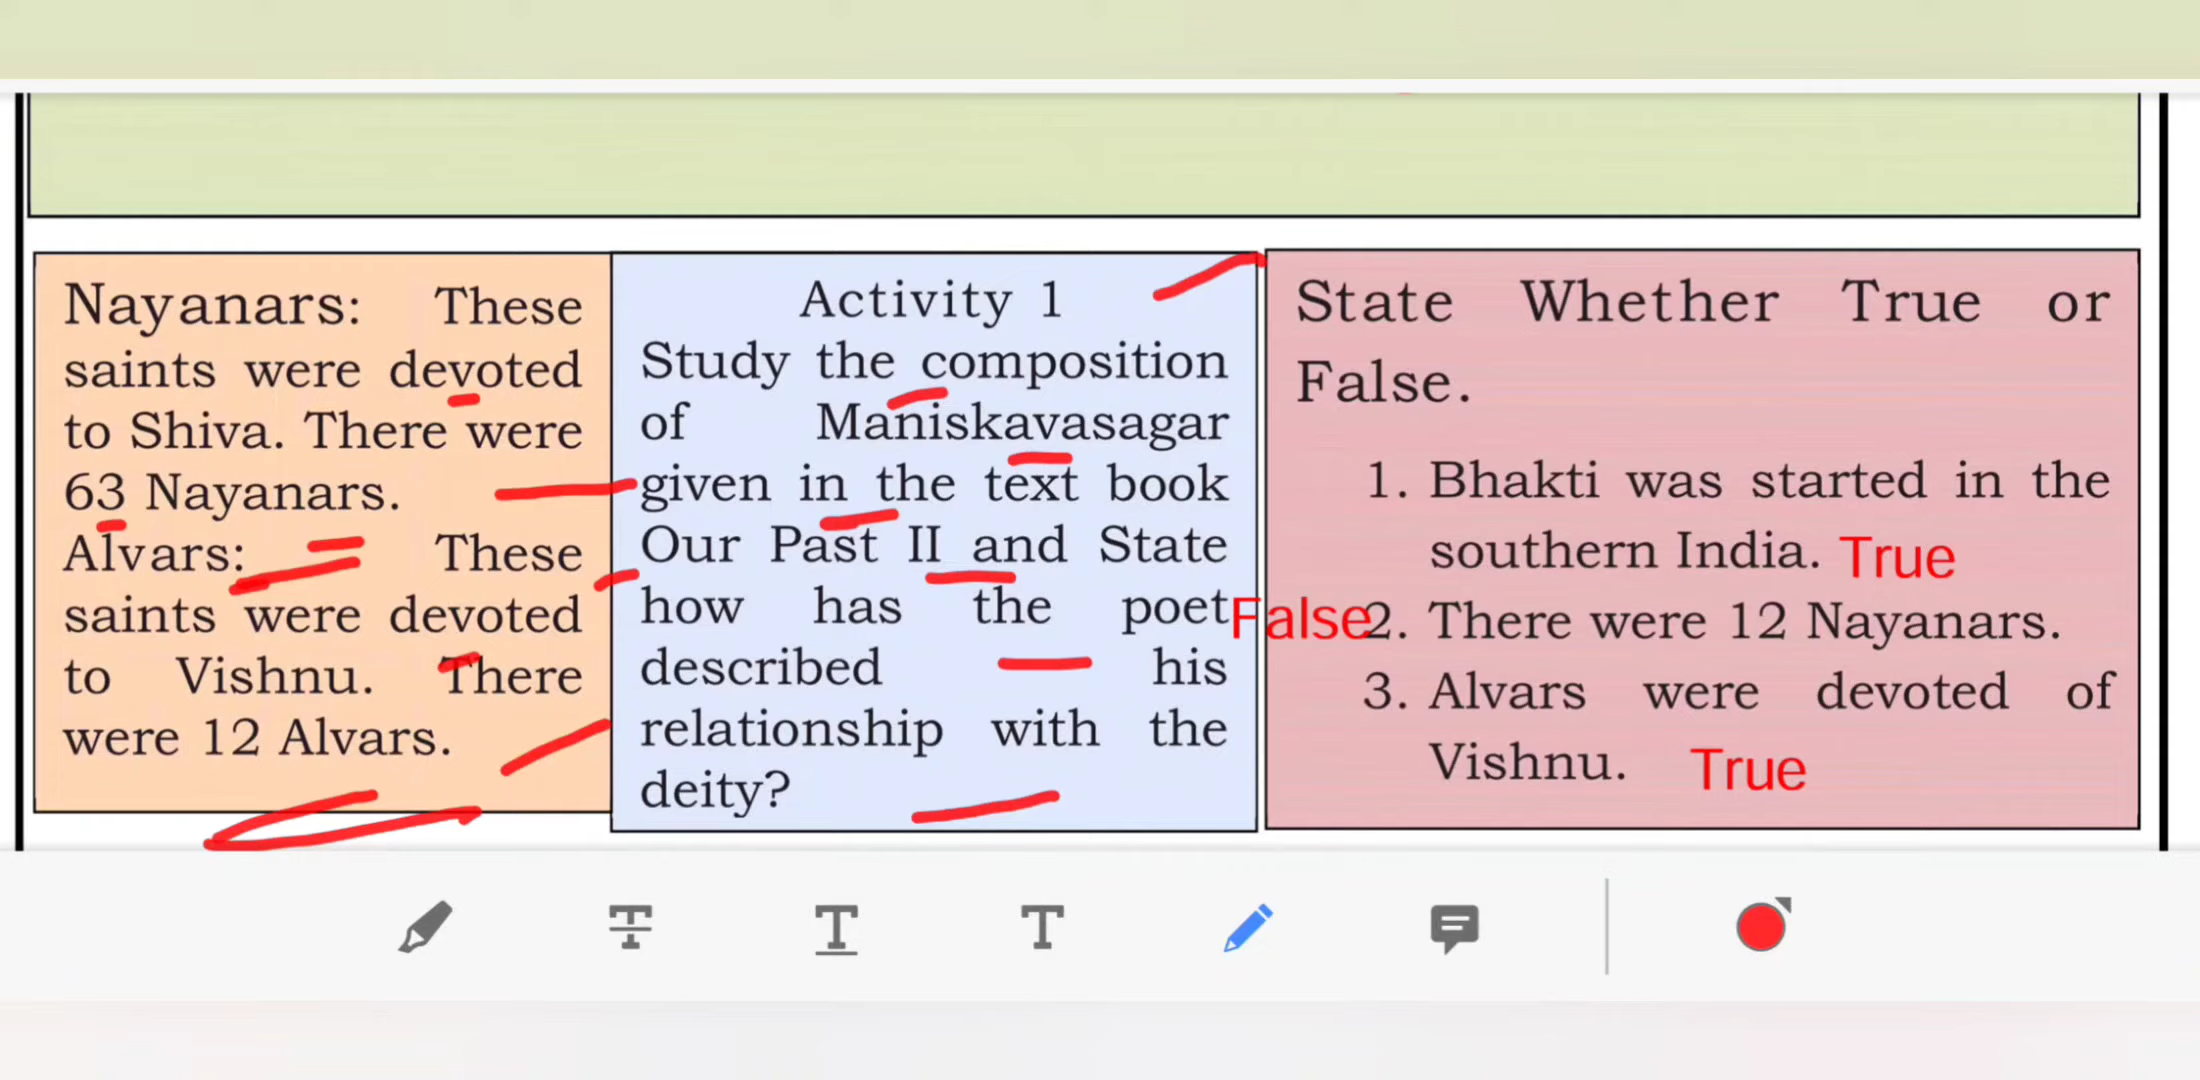 Nayanars: These
saints were devoted
to Shiva. There were
63 Nayanars.
Alvars: These
saints were devoted
to Vishnu. There
were 12 Alvars.
Activity 1
Study the composition
of Maniskavasagar
given in the text book
Our Past II and State
how has the poet
described his
relationship with the
deity?
State Whether True or
False.
1. Bhakti was started in the
southern India. True
False 2. There were 12 Nayanars.
3. Alvars were devoted of
Vishnu. True